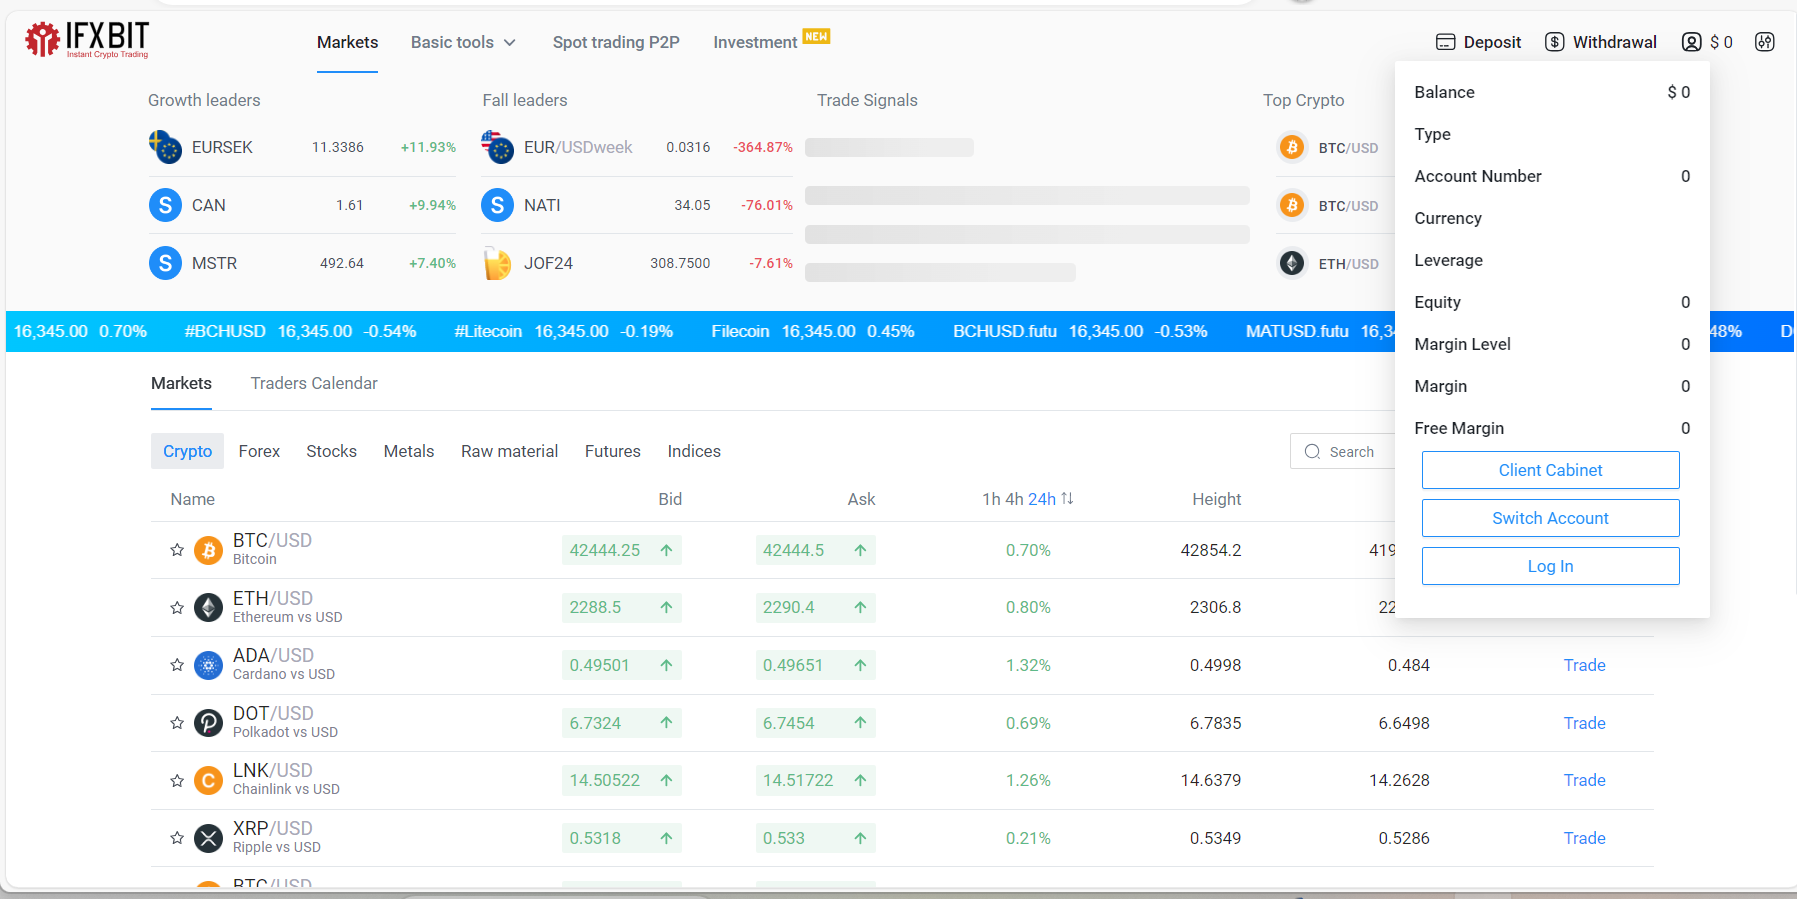 IFXBIT
Instant Crypto Trading
Markets Basic tools Spot trading P2P Investment NEW
Deposit Withdrawal $ 0
Growth leaders Fall leaders Trade Signals Top Crypto
EURSEK 11.3386 +11.93% EUR/USDweek 0.0316 -364.87% BTC/USD
S CAN 1.61 +9.94% S NATI 34.05 -76.01% BTC/USD
S MSTR 492.64 +7.40% JOF24 308.7500 -7.61% ETH/USD
Balance $ 0
Type
Account Number 0
Currency
Leverage
Equity 0
Margin Level 0
Margin 0
Free Margin 0
Client Cabinet
Switch Account
Log In
16,345.00 0.70% #BCHUSD 16,345.00 -0.54% #Litecoin 16,345.00 -0.19% Filecoin 16,345.00 0.45% BCHUSD.futu 16,345.00 -0.53% MATUSD.futu 16,3 48% D
Markets Traders Calendar
Crypto Forex Stocks Metals Raw material Futures Indices Search
Name Bid Ask 1h 4h 24h Height
BTC/USD 42444.25 42444.5 0.70% 42854.2 419
Bitcoin
ETH/USD 2288.5 2290.4 0.80% 2306.8 22
Ethereum vs USD
ADA/USD 0.49501 0.49651 1.32% 0.4998 0.484 Trade
Cardano vs USD
DOT/USD 6.7324 6.7454 0.69% 6.7835 6.6498 Trade
Polkadot vs USD
LNK/USD 14.50522 14.51722 1.26% 14.6379 14.2628 Trade
Chainlink vs USD
XRP/USD 0.5318 0.533 0.21% 0.5349 0.5286 Trade
Ripple vs USD
BTC/USD